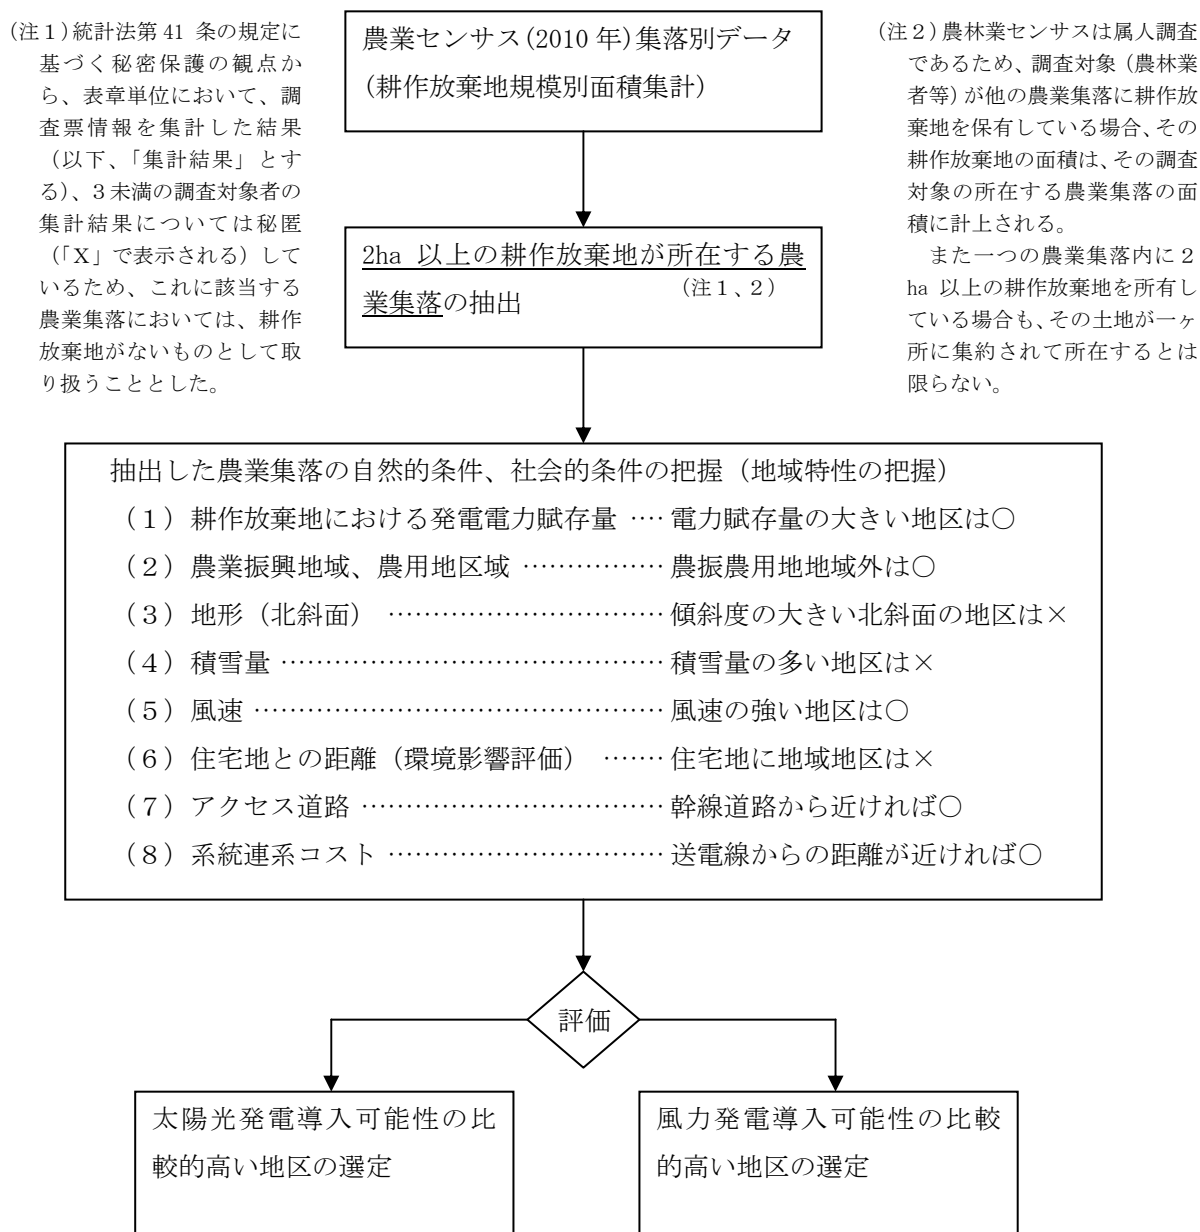 (注１)統計法第 41 条の規定に
基づく秘密保護の観点か
ら、表章単位において、調
査票情報を集計した結果
（以下、「集計結果」とす
る）、３未満の調査対象者の
集計結果については秘匿
（「Ｘ」で表示される）して
いるため、これに該当する
農業集落においては、耕作
放棄地がないものとして取
り扱うこととした。
農業センサス(2010 年)集落別データ
(耕作放棄地規模別面積集計)
(注２)農林業センサスは属人調査
であるため、調査対象（農林業
者等）が他の農業集落に耕作放
棄地を保有している場合、その
耕作放棄地の面積は、その調査
対象の所在する農業集落の面
積に計上される。
また一つの農業集落内に２
ha 以上の耕作放棄地を所有し
ている場合も、その土地が一ヶ
所に集約されて所在するとは
限らない。
2ha 以上の耕作放棄地が所在する農
業集落の抽出 （注１、２）
抽出した農業集落の自然的条件、社会的条件の把握（地域特性の把握）
（１）耕作放棄地における発電電力賦存量 ‥‥ 電力賦存量の大きい地区は○
（２）農業振興地域、農用地区域 ……………… 農振農用地地域外は○
（３）地形（北斜面） …………………………… 傾斜度の大きい北斜面の地区は×
（４）積雪量 ……………………………………… 積雪量の多い地区は×
（５）風速 ………………………………………… 風速の強い地区は○
（６）住宅地との距離（環境影響評価） ……‥ 住宅地に地域地区は×
（７）アクセス道路 ……………………………… 幹線道路から近ければ○
（８）系統連系コスト …………………………… 送電線からの距離が近ければ○
評価
太陽光発電導入可能性の比
較的高い地区の選定
風力発電導入可能性の比較
的高い地区の選定